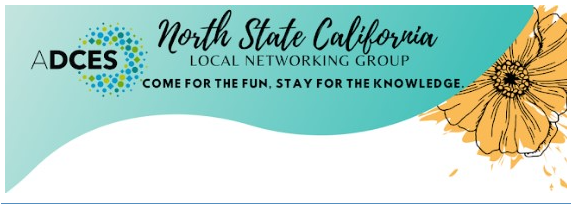 North State California
ADCES
LOCAL NETWORKING GROUP
COME FOR THE FUN, STAY FOR THE KNOWLEDGE.